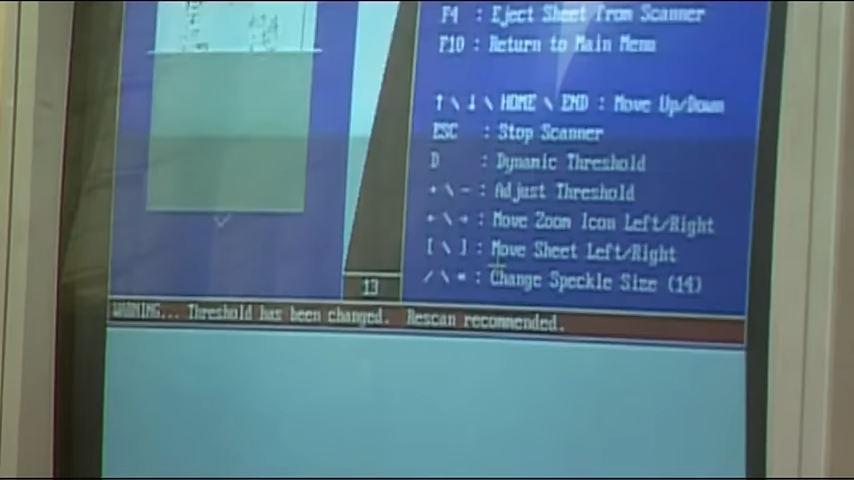 F4 : Eject Sheet from Scanner
F10 : Return to Main Menu
↑ \ ↓ \ HOME \ END : Move Up/Down
ESC : Stop Scanner
D : Dynamic Threshold
+ \ - : Adjust Threshold
← \ → : Move Zoom Icon Left/Right
[ \ ] : Move Sheet Left/Right
/ \ * : Change Speckle Size (14)
13
WARNING... Threshold has been changed. Rescan recommended.